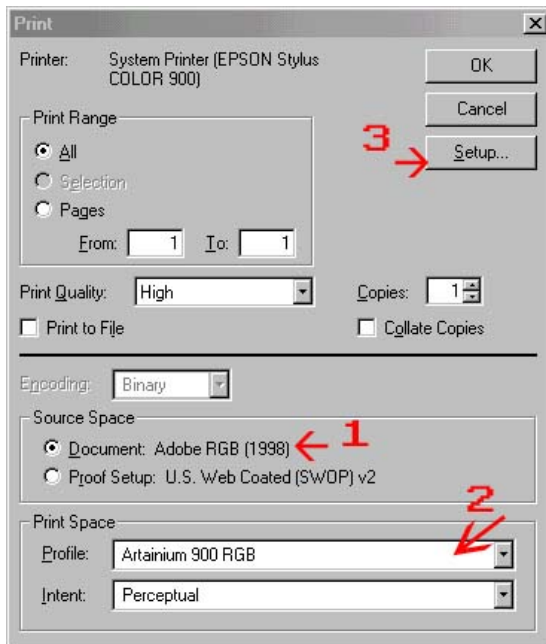 Print
Printer: System Printer (EPSON Stylus
COLOR 900)
OK
Cancel
Setup...
3
Print Range
All
Selection
Pages
From: 1 To: 1
Print Quality: High
Copies: 1
Print to File
Collate Copies
Encoding: Binary
Source Space
Document: Adobe RGB (1998)
1
Proof Setup: U.S. Web Coated (SWOP) v2
Print Space
2
Profile: Artainium 900 RGB
Intent: Perceptual